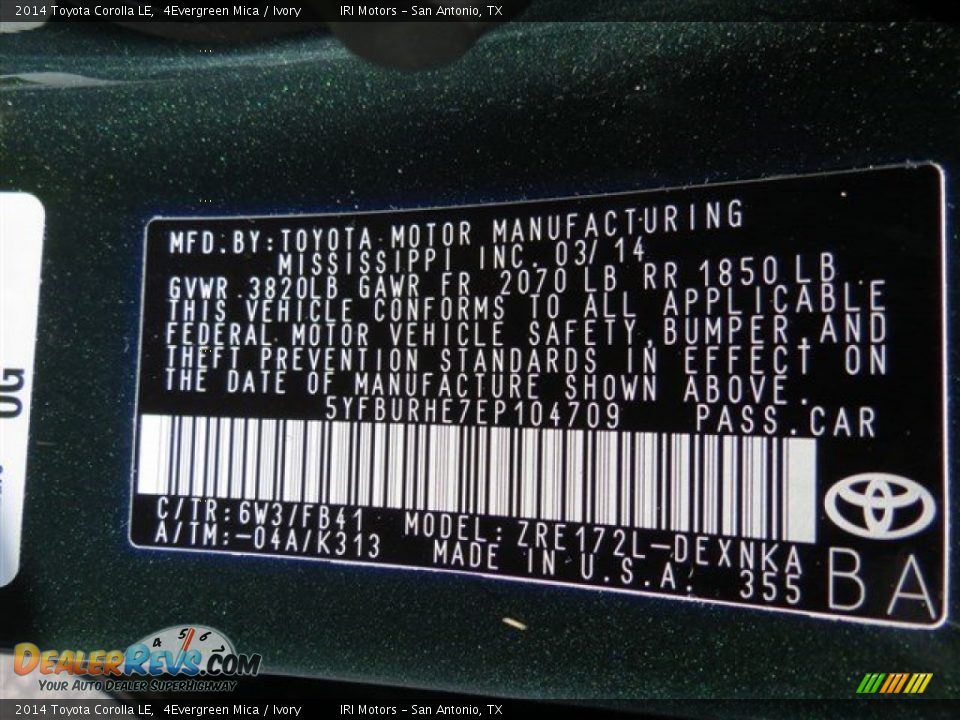 2014 Toyota Corolla LE,  4Evergreen Mica / Ivory          IRI Motors - San Antonio, TX
MFD.BY:TOYOTA MOTOR MANUFACTURING
MISSISSIPPI INC. 03/14
GVWR 3820LB GAWR FR 2070 LB RR 1850LB
THIS VEHICLE CONFORMS TO ALL APPLICABLE
FEDERAL MOTOR VEHICLE SAFETY,BUMPER,AND
THEFT PREVENTION STANDARDS IN EFFECT ON
THE DATE OF MANUFACTURE SHOWN ABOVE.
5YFBURHE7EP104709     PASS.CAR
C/TR:6W3/FB41   MODEL:ZRE172L-DEXNKA
A/TM:-04A/K313   MADE IN U.S.A.   355
BA
4 5 6
DEALERREVS.COM
YOUR AUTO DEALER SUPERHIGHWAY
2014 Toyota Corolla LE,  4Evergreen Mica / Ivory          IRI Motors - San Antonio, TX